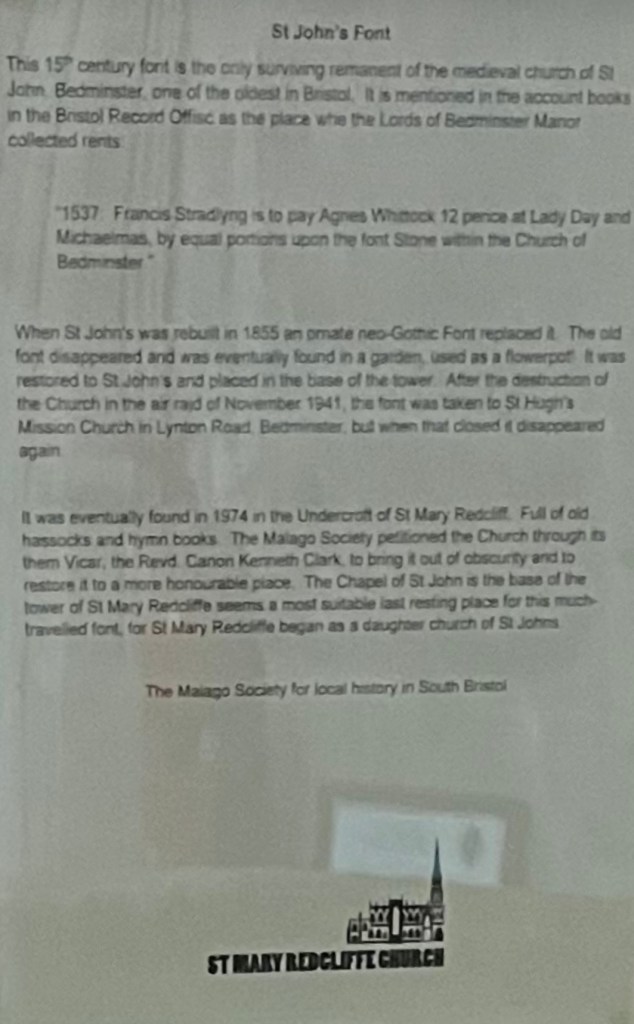 St John's Font
This 15th century font is the only surviving remanent of the medieval church of St
John, Bedminster, one of the oldest in Bristol. It is mentioned in the account books
in the Bristol Record Offisc as the place whe the Lords of Bedminster Manor
collected rents:
"1537: Francis Stradlyng is to pay Agnes Whittock 12 pence at Lady Day and
Michaelmas, by equal portions upon the font Stone within the Church of
Bedminster."
When St John's was rebuilt in 1855 an ornate neo-Gothic Font replaced it. The old
font disappeared and was eventually found in a garden, used as a flowerpot! It was
restored to St John's and placed in the base of the tower. After the destruction of
the Church in the air raid of November 1941, the font was taken to St Hugh's
Mission Church in Lynton Road, Bedminster, but when that closed it disappeared
again.
It was eventually found in 1974 in the Undercroft of St Mary Redcliff. Full of old
hassocks and hymn books. The Malago Society petitioned the Church through its
them Vicar, the Revd. Canon Kenneth Clark, to bring it out of obscurity and to
restore it to a more honourable place. The Chapel of St John is the base of the
tower of St Mary Redcliffe seems a most suitable last resting place for this much-
travelled font, for St Mary Redcliffe began as a daughter church of St Johns.
The Malago Society for local history in South Bristol
ST MARY REDCLIFFE CHURCH